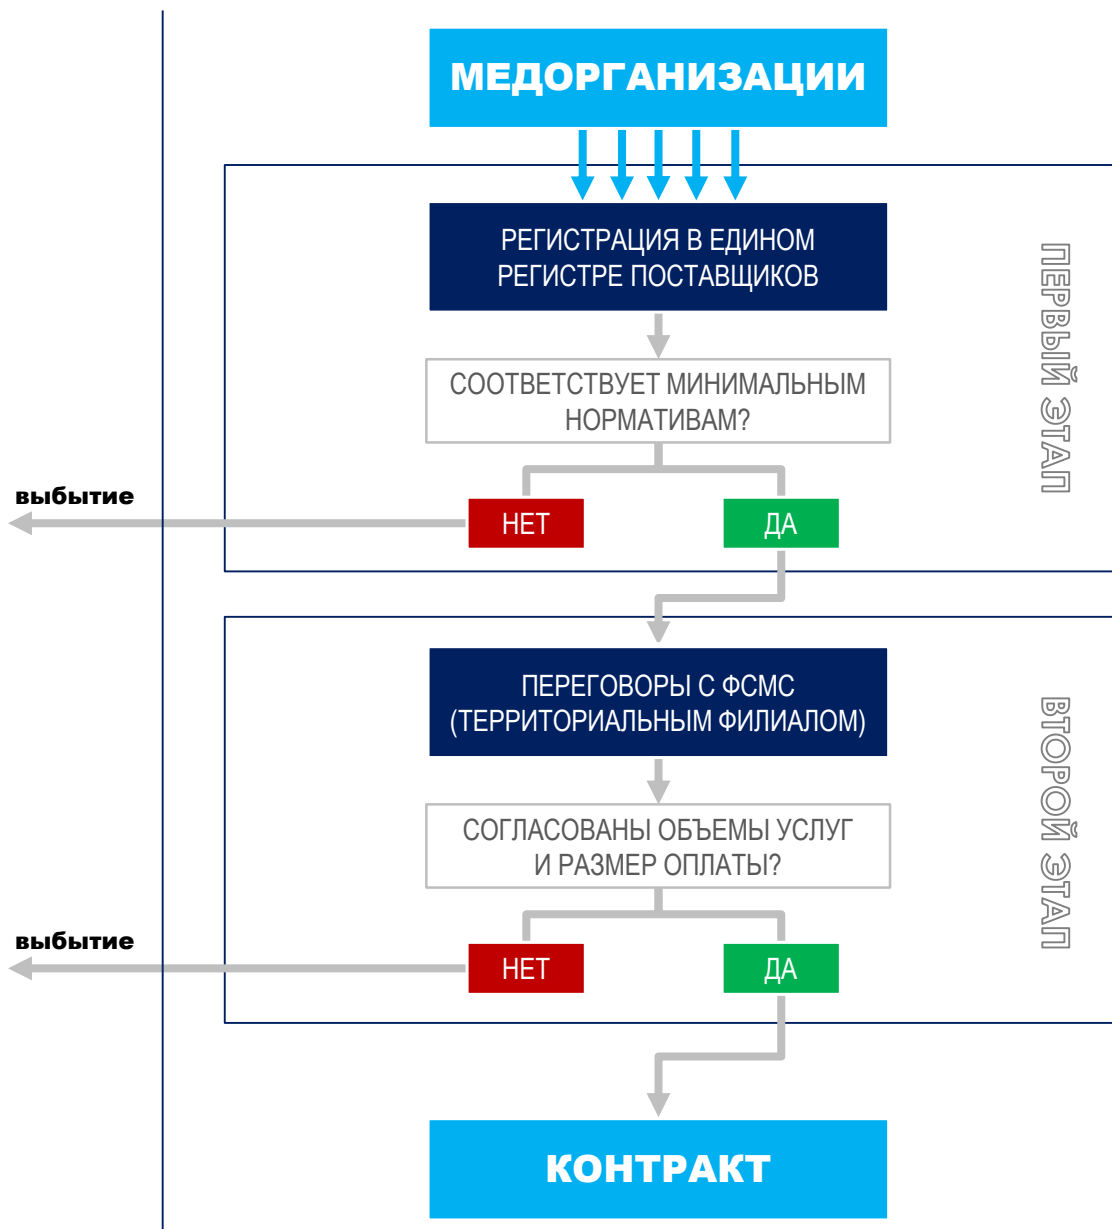 МЕДОРГАНИЗАЦИИ
РЕГИСТРАЦИЯ В ЕДИНОМ
РЕГИСТРЕ ПОСТАВЩИКОВ
ПЕРВЫЙ ЭТАП
СООТВЕТСТВУЕТ МИНИМАЛЬНЫМ
НОРМАТИВАМ?
выбытие
НЕТ
ДА
ПЕРЕГОВОРЫ С ФСМС
(ТЕРРИТОРИАЛЬНЫМ ФИЛИАЛОМ)
ВТОРОЙ ЭТАП
СОГЛАСОВАНЫ ОБЪЕМЫ УСЛУГ
И РАЗМЕР ОПЛАТЫ?
выбытие
НЕТ
ДА
КОНТРАКТ